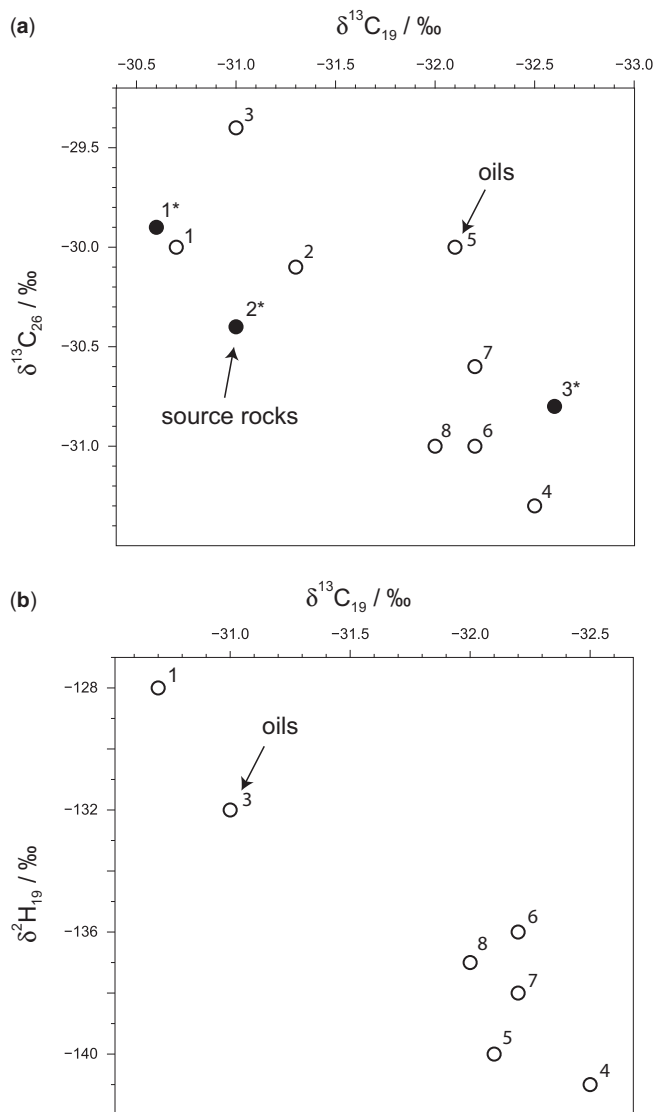 (a)
δ¹³C₁₉ / ‰
−30.5 −31.0 −31.5 −32.0 −32.5 −33.0
3
−29.5
oils
1*
1
2
5
−30.0
2*
7
−30.5
3*
source rocks
8
6
−31.0
4
δ¹³C₂₆ / ‰
(b)
δ¹³C₁₉ / ‰
−31.0 −31.5 −32.0 −32.5
1
−128
oils
3
−132
6
−136
8
7
5
−140
4
δ²H₁₉ / ‰